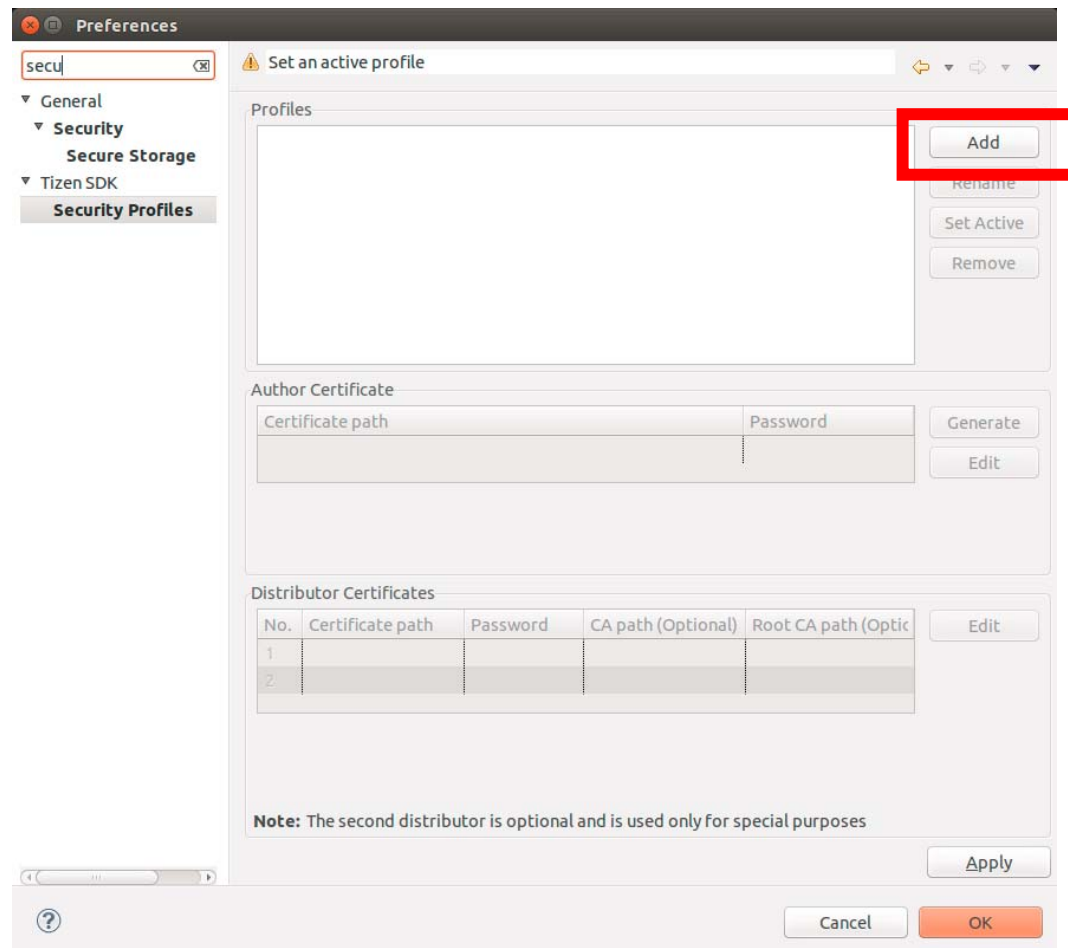 Preferences
secu
Set an active profile
General
Security
Secure Storage
Tizen SDK
Security Profiles
Profiles
Add
Rename
Set Active
Remove
Author Certificate
Certificate path Password
Generate
Edit
Distributor Certificates
No. Certificate path Password CA path (Optional) Root CA path (Optic
Edit
1
2
Note: The second distributor is optional and is used only for special purposes
Apply
Cancel OK